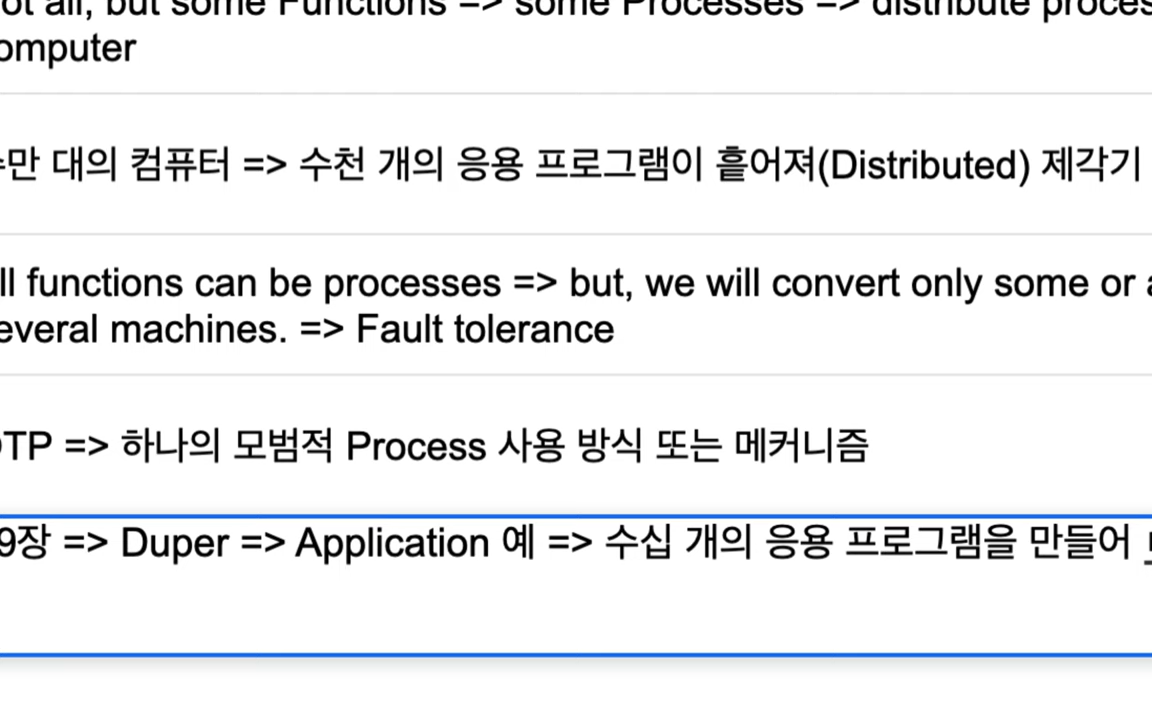 ot all, but some Functions => some Processes => distribute proces
omputer
만 대의 컴퓨터 => 수천 개의 응용 프로그램이 흩어져(Distributed) 제각기
ll functions can be processes => but, we will convert only some or a
everal machines. => Fault tolerance
TP => 하나의 모범적 Process 사용 방식 또는 메커니즘
9장 => Duper => Application 예 => 수십 개의 응용 프로그램을 만들어